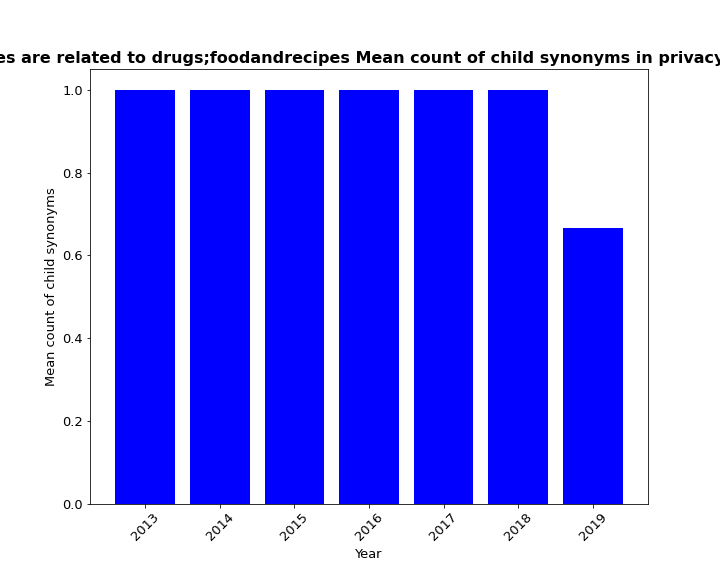 es are related to drugs;foodandrecipes Mean count of child synonyms in privacy
1.0
0.8
0.6
0.4
0.2
0.0
Mean count of child synonyms
2013 2014 2015 2016 2017 2018 2019
Year